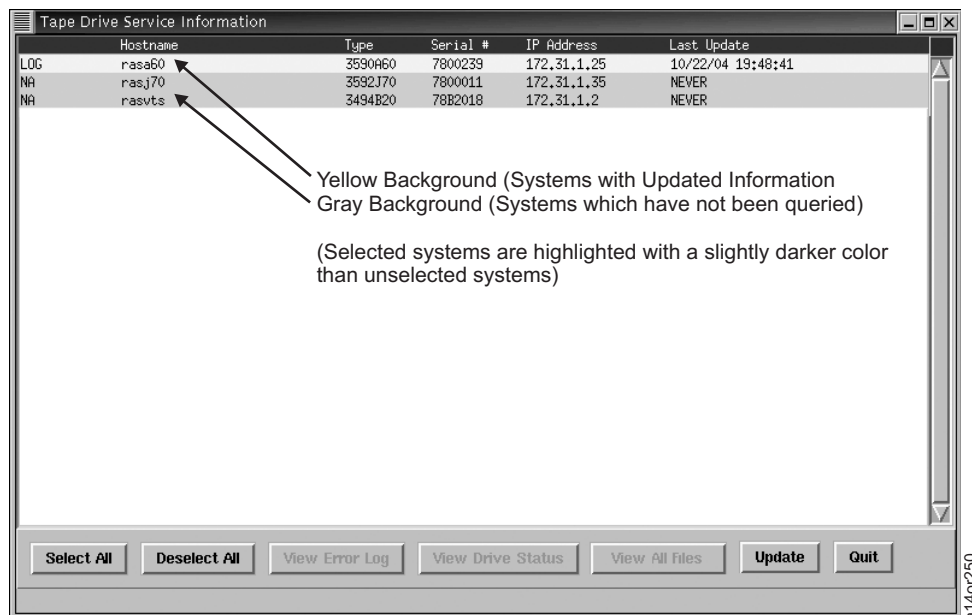 Tape Drive Service Information
Hostname Type Serial # IP Address Last Update
LOG rasa60 3590A60 7800239 172.31.1.25 10/22/04 19:48:41
NA rasj70 3592J70 7800011 172.31.1.35 NEVER
NA rasvts 3494B20 78B2018 172.31.1.2 NEVER
Yellow Background (Systems with Updated Information
Gray Background (Systems which have not been queried)
(Selected systems are highlighted with a slightly darker color
than unselected systems)
Select All Deselect All View Error Log View Drive Status View All Files Update Quit